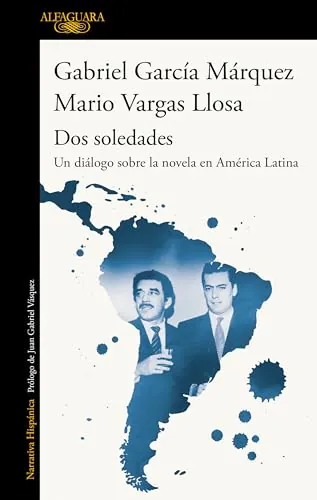 ALFAGUARA
Gabriel García Márquez
Mario Vargas Llosa
Dos soledades
Un diálogo sobre la novela en América Latina
Narrativa Hispánica
Prólogo de Juan Gabriel Vásquez